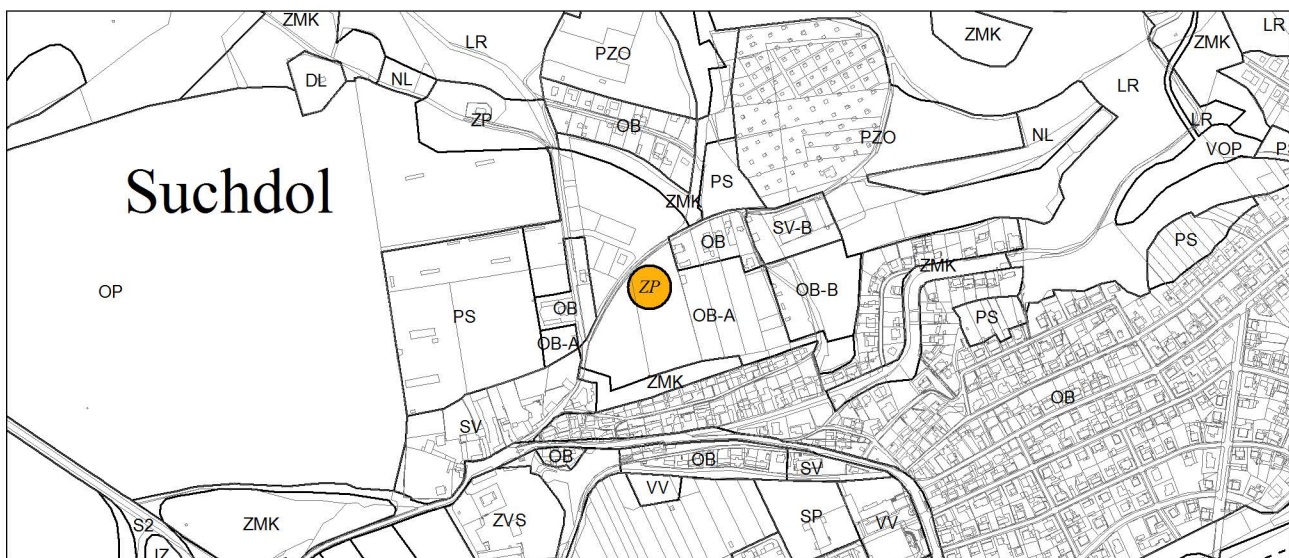 ZMK
LR
PZO
ZMK
ZMK
LR
DL
NL
ZP
OB
LR
PZO
NL
LR
VOP
Suchdol
PS
ZMK
OB
SV-B
PS
ZMK
OP
PS
OB
ZP
OB-A
OB-B
PS
OB-A
ZMK
OB
SV
OB
OB
SV
VV
S2
ZMK
ZVS
SP
VV
IZ